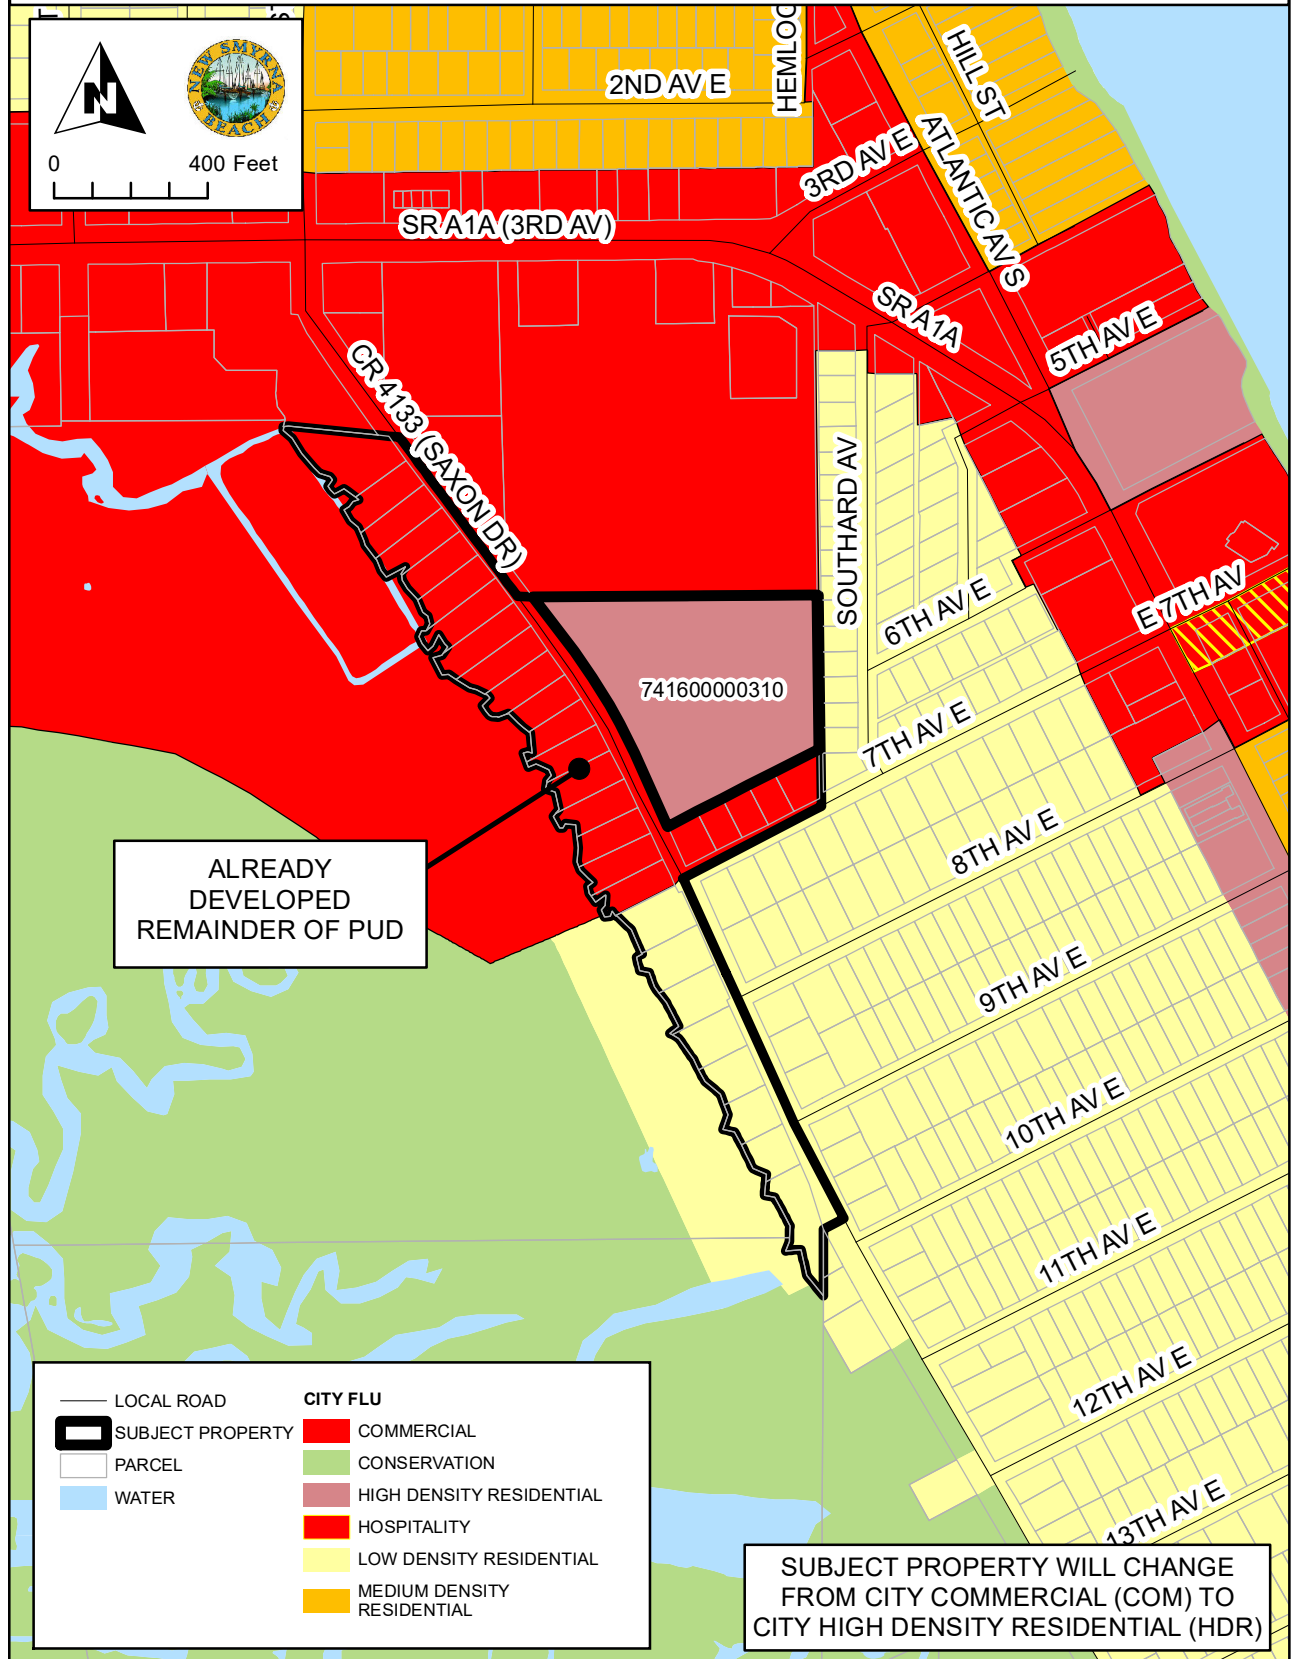 NEW SMYRNA
BEACH
N
0 400 Feet
2ND AV E
HEMLOC
HILL ST
ATLANTIC AV S
3RD AV E
SR A1A (3RD AV)
SR A1A
5TH AV E
CR 4133 (SAXON DR)
SOUTHARD AV
6TH AV E
E 7TH AV
741600000310
7TH AV E
8TH AV E
ALREADY
DEVELOPED
REMAINDER OF PUD
9TH AV E
10TH AV E
11TH AV E
12TH AV E
13TH AV E
LOCAL ROAD
SUBJECT PROPERTY
PARCEL
WATER
CITY FLU
COMMERCIAL
CONSERVATION
HIGH DENSITY RESIDENTIAL
HOSPITALITY
LOW DENSITY RESIDENTIAL
MEDIUM DENSITY
RESIDENTIAL
SUBJECT PROPERTY WILL CHANGE
FROM CITY COMMERCIAL (COM) TO
CITY HIGH DENSITY RESIDENTIAL (HDR)